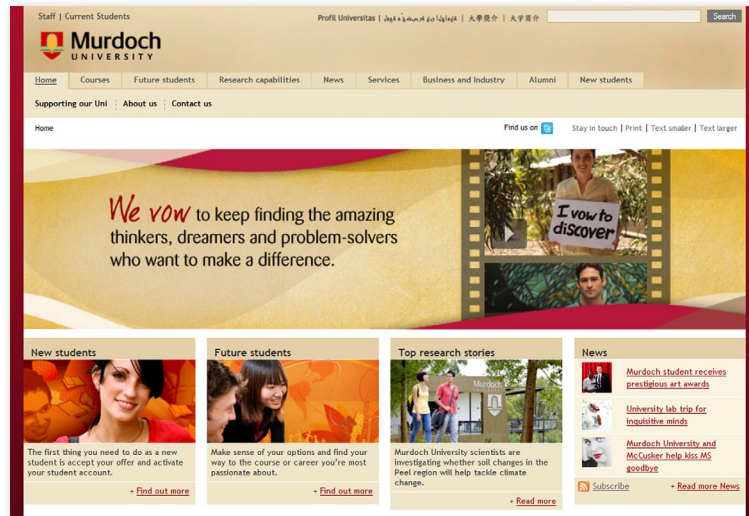 Staff | Current Students
Profil Universitas | 大學簡介 | 大学简介
Search
Murdoch
UNIVERSITY
Home Courses Future students Research capabilities News Services Business and Industry Alumni New students
Supporting our Uni About us Contact us
Home
Find us on
Stay in touch | Print | Text smaller | Text larger
We vow to keep finding the amazing
thinkers, dreamers and problem-solvers
who want to make a difference.
I vow to
discover
New students
The first thing you need to do as a new
student is accept your offer and activate
your student account.
+ Find out more
Future students
Make sense of your options and find your
way to the course or career you're most
passionate about.
+ Find out more
Top research stories
Murdoch
Murdoch University scientists are
investigating whether soil changes in the
Peel region will help tackle climate
change.
+ Read more
News
Murdoch student receives
prestigious art awards
University lab trip for
inquisitive minds
Murdoch University and
McCusker help kiss MS
goodbye
Subscribe
+ Read more News